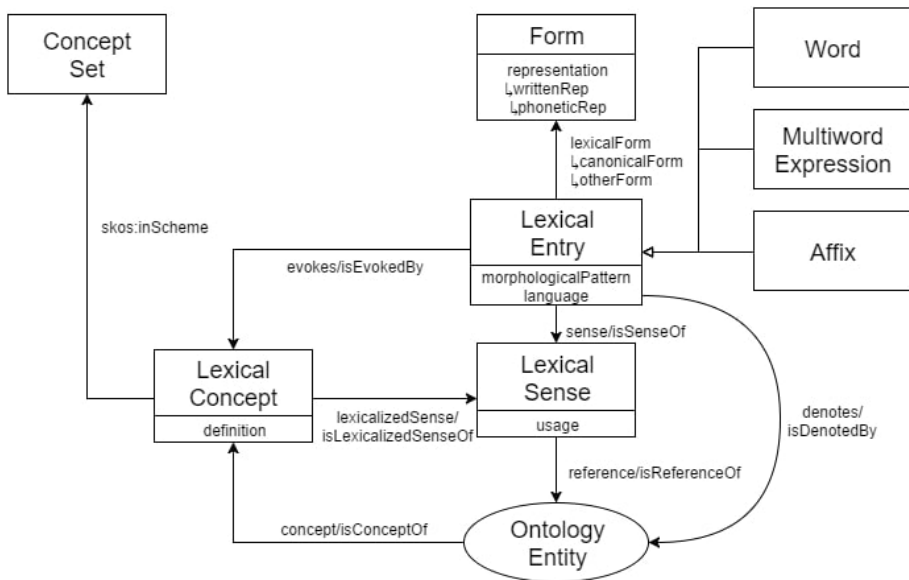 Concept
Set
Form
representation
↳writtenRep
↳phoneticRep
Word
lexicalForm
↳canonicalForm
↳otherForm
Multiword
Expression
skos:inScheme
Lexical
Entry
morphologicalPattern
language
Affix
evokes/isEvokedBy
sense/isSenseOf
Lexical
Concept
definition
lexicalizedSense/
isLexicalizedSenseOf
Lexical
Sense
usage
denotes/
isDenotedBy
reference/isReferenceOf
concept/isConceptOf
Ontology
Entity